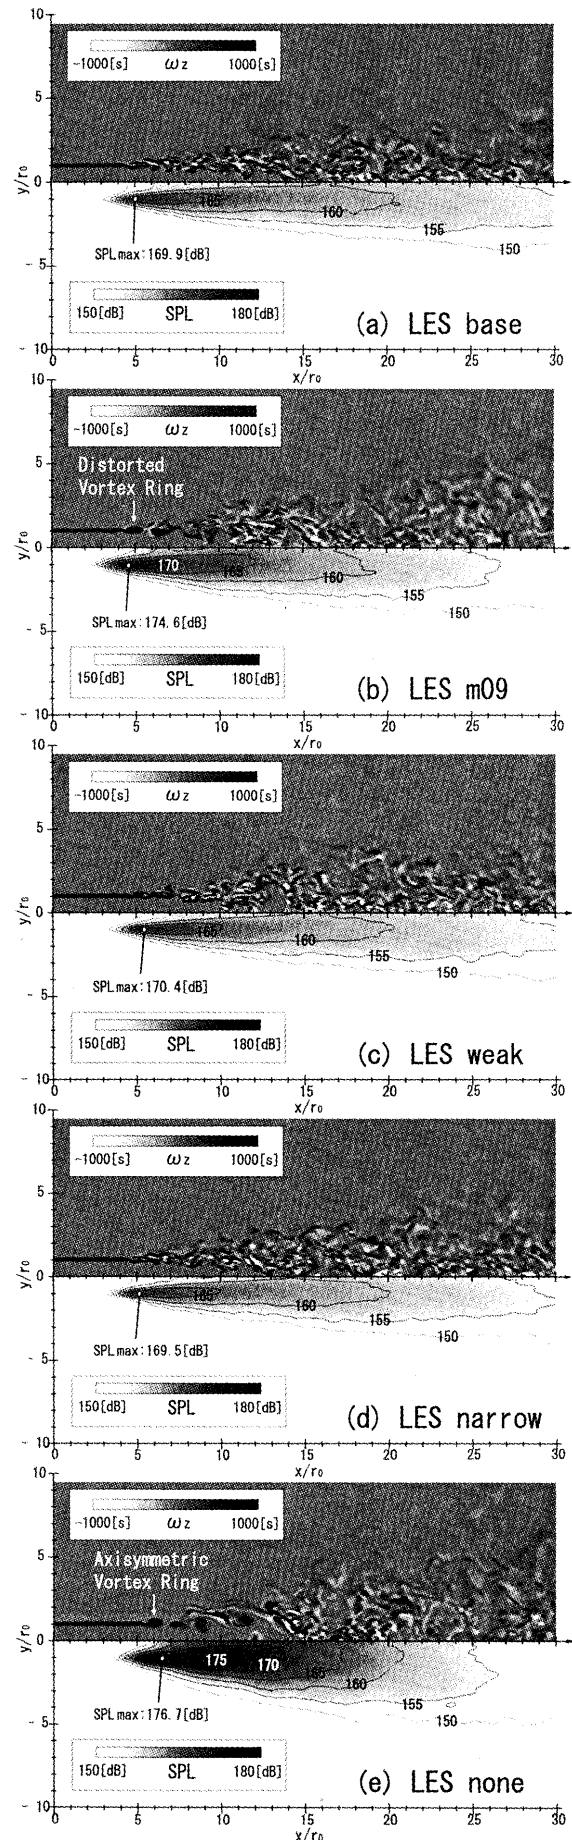 10
-1000[s] ωz 1000[s]
5
y/r0
0
165
160
155
150
SPLmax:169.9[dB]
- 5
150[dB] SPL 180[dB]
(a) LES base
- 10
0 5 10 15 20 25 30
x/r0
10
-1000[s] ωz 1000[s]
Distorted
Vortex Ring
5
y/r0
0
170
165
160
155
150
SPLmax:174.6[dB]
- 5
150[dB] SPL 180[dB]
(b) LES m09
- 10
0 5 10 15 20 25 30
x/r0
10
-1000[s] ωz 1000[s]
5
y/r0
0
165
160
155
150
SPLmax:170.4[dB]
- 5
150[dB] SPL 180[dB]
(c) LES weak
- 10
0 5 10 15 20 25 30
x/r0
10
-1000[s] ωz 1000[s]
5
y/r0
0
165
160
155
150
SPLmax:169.5[dB]
- 5
150[dB] SPL 180[dB]
(d) LES narrow
- 10
0 5 10 15 20 25 30
x/r0
10
-1000[s] ωz 1000[s]
Axisymmetric
Vortex Ring
5
y/r0
0
175
170
165
160
155
150
SPLmax:176.7[dB]
- 5
150[dB] SPL 180[dB]
(e) LES none
- 10
0 5 10 15 20 25 30
x/r0